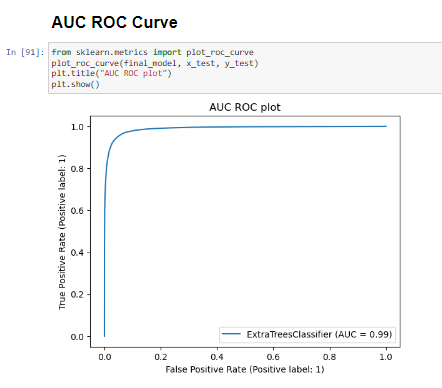 AUC ROC Curve
In [91]: from sklearn.metrics import plot_roc_curve
plot_roc_curve(final_model, x_test, y_test)
plt.title("AUC ROC plot")
plt.show()
AUC ROC plot
True Positive Rate (Positive label: 1)
1.0
0.8
0.6
0.4
0.2
0.0
ExtraTreesClassifier (AUC = 0.99)
0.0 0.2 0.4 0.6 0.8 1.0
False Positive Rate (Positive label: 1)